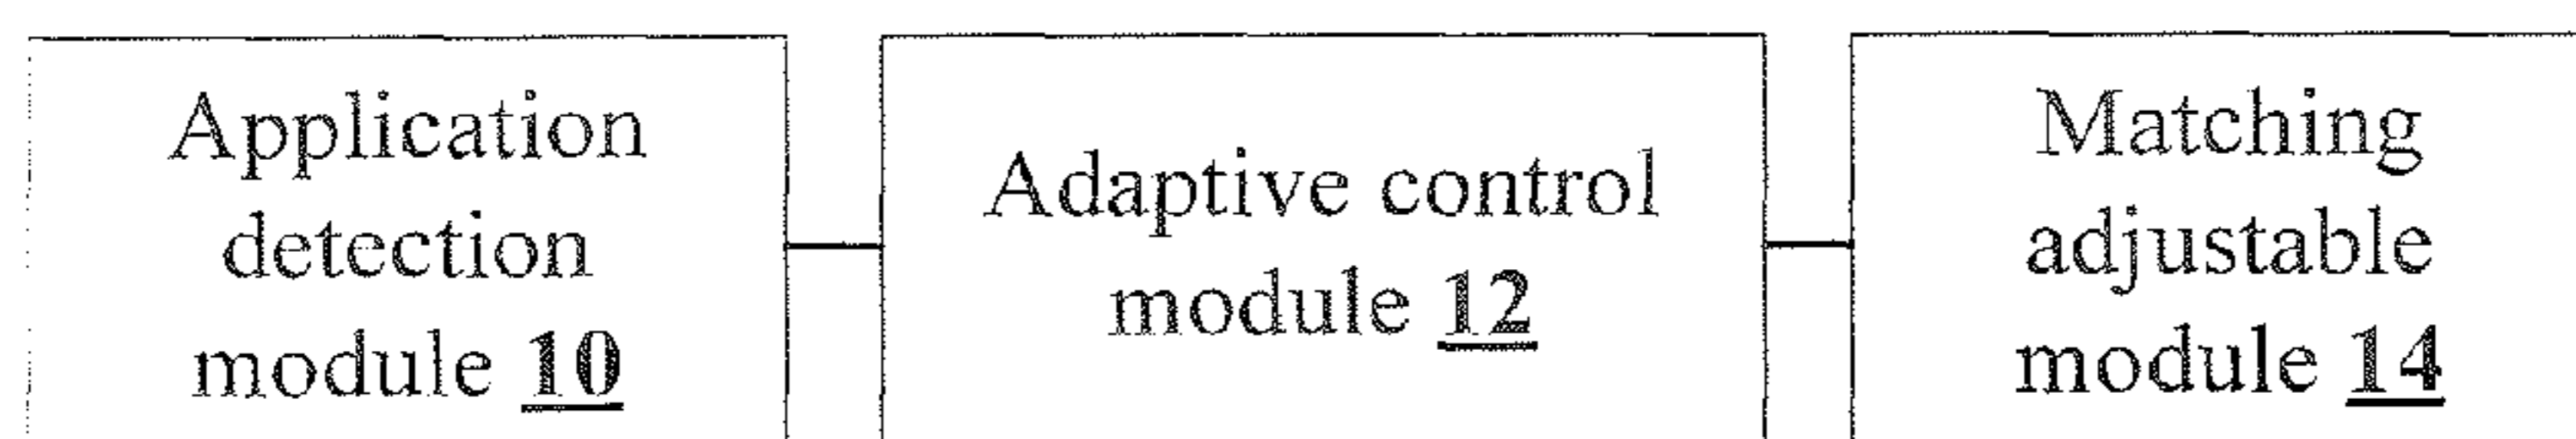 Application
detection
module 10
Adaptive control
module 12
Matching
adjustable
module 14